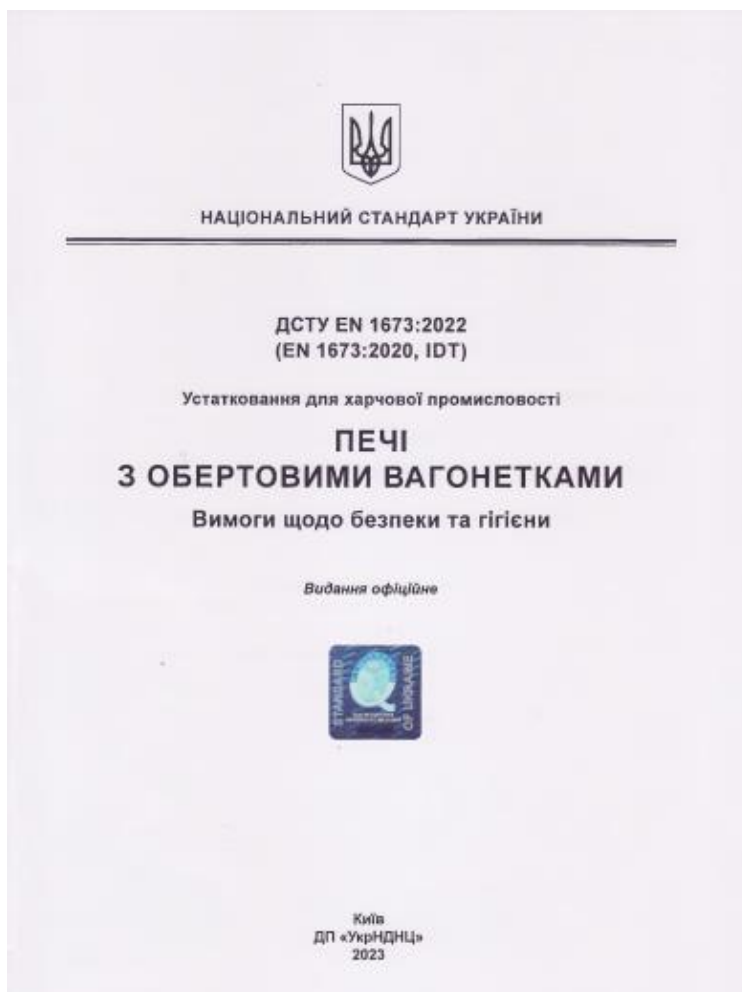 НАЦІОНАЛЬНИЙ СТАНДАРТ УКРАЇНИ
ДСТУ EN 1673:2022
(EN 1673:2020, IDT)
Устатковання для харчової промисловості
ПЕЧІ
З ОБЕРТОВИМИ ВАГОНЕТКАМИ
Вимоги щодо безпеки та гігієни
Видання офіційне
STANDARD
OF UKRAINE
Київ
ДП «УкрНДНЦ»
2023